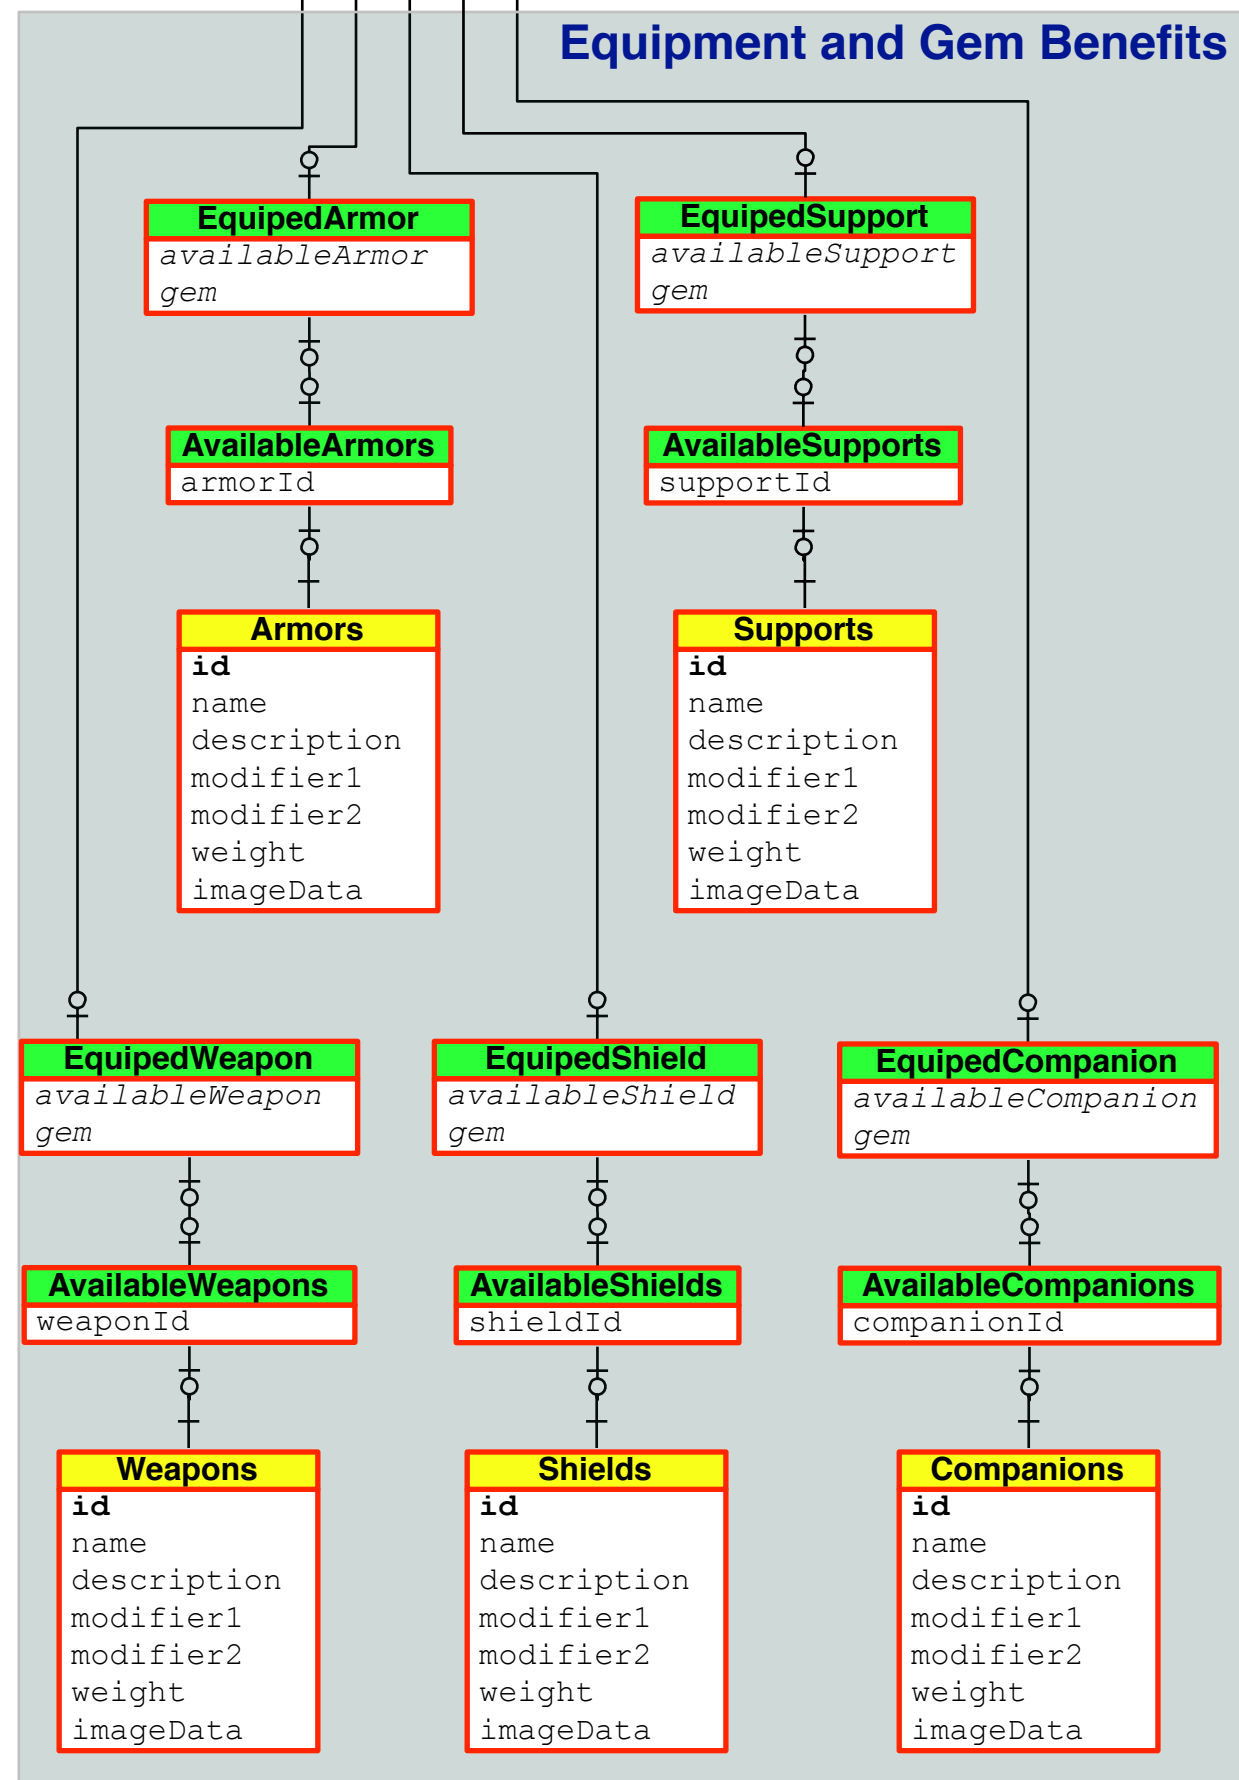 Equipment and Gem Benefits
EquipedArmor
availableArmor
gem
EquipedSupport
availableSupport
gem
AvailableArmors
armorId
AvailableSupports
supportId
Armors
id
name
description
modifier1
modifier2
weight
imageData
Supports
id
name
description
modifier1
modifier2
weight
imageData
EquipedWeapon
availableWeapon
gem
EquipedShield
availableShield
gem
EquipedCompanion
availableCompanion
gem
AvailableWeapons
weaponId
AvailableShields
shieldId
AvailableCompanions
companionId
Weapons
id
name
description
modifier1
modifier2
weight
imageData
Shields
id
name
description
modifier1
modifier2
weight
imageData
Companions
id
name
description
modifier1
modifier2
weight
imageData